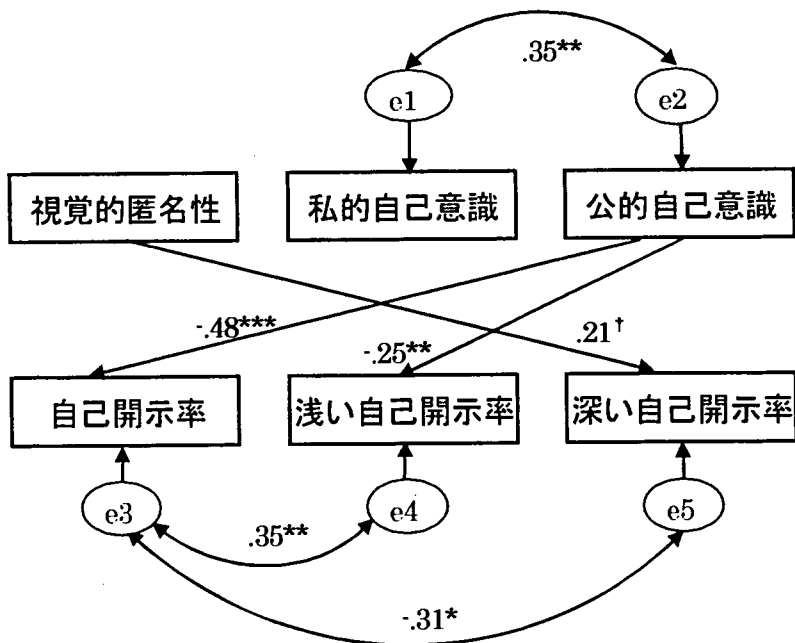 .35**
e1
e2
視覚的匿名性
私的自己意識
公的自己意識
-.48***
-.25**
.21†
自己開示率
浅い自己開示率
深い自己開示率
e3
e4
e5
.35**
-.31*